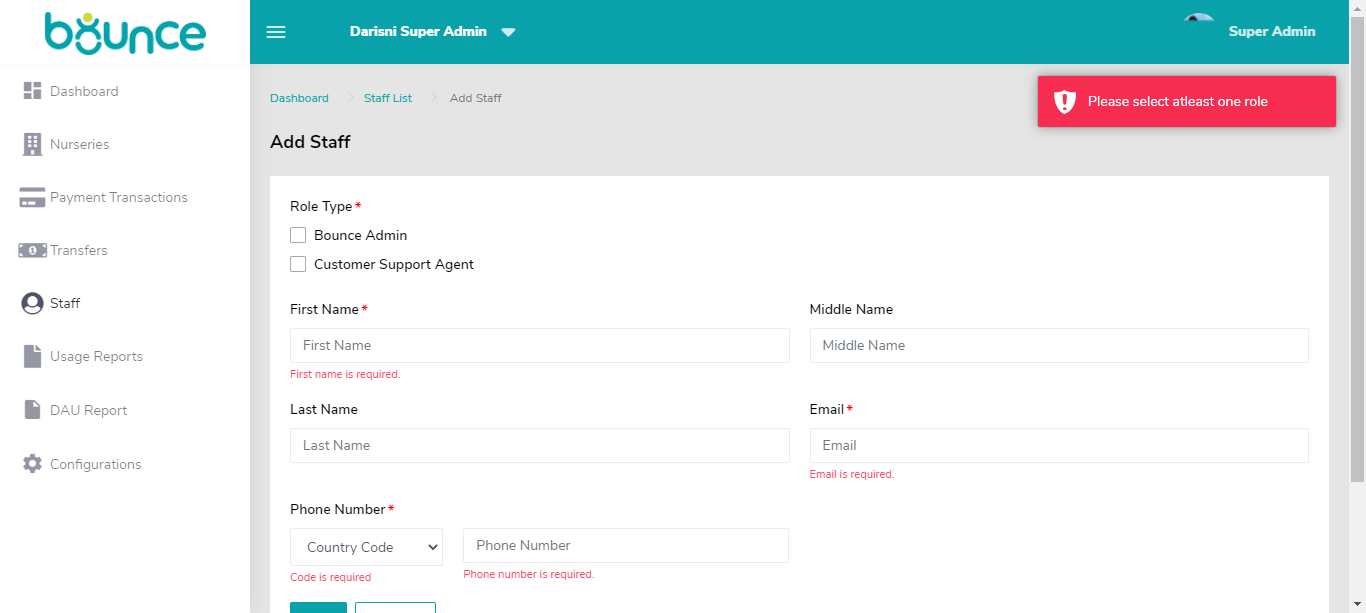 bounce
Darisni Super Admin
Super Admin
Dashboard
Nurseries
Payment Transactions
Transfers
Staff
Usage Reports
DAU Report
Configurations
Dashboard Staff List Add Staff
Please select atleast one role
Add Staff
Role Type*
Bounce Admin
Customer Support Agent
First Name*
First Name
First name is required.
Middle Name
Middle Name
Last Name
Last Name
Email*
Email
Email is required.
Phone Number*
Country Code
Code is required
Phone Number
Phone number is required.